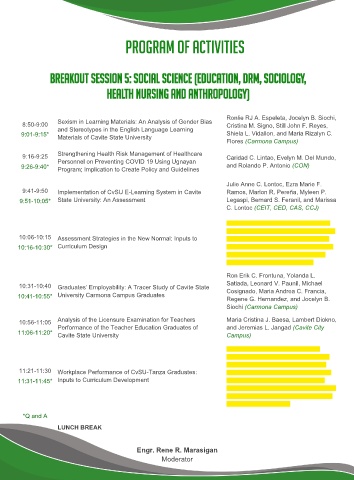 PROGRAM OF ACTIVITIES
BREAKOUT SESSION 5: SOCIAL SCIENCE (EDUCATION, DRM, SOCIOLOGY,
HEALTH NURSING AND ANTHROPOLOGY)
8:50-9:00
9:01-9:15*
Sexism in Learning Materials: An Analysis of Gender Bias
and Stereotypes in the English Language Learning
Materials of Cavite State University
Ronlie RJ A. Espeleta, Jocelyn B. Siochi,
Cristina M. Signo, Still John F. Reyes,
Shiela L. Vidallon, and Maria Rizalyn C.
Flores (Carmona Campus)
9:16-9:25
9:26-9:40*
Strengthening Health Risk Management of Healthcare
Personnel on Preventing COVID 19 Using Ugnayan
Program; Implication to Create Policy and Guidelines
Caridad C. Lintao, Evelyn M. Del Mundo,
and Rolando P. Antonio (CON)
9:41-9:50
9:51-10:05*
Implementation of CvSU E-Learning System in Cavite
State University: An Assessment
Julie Anne C. Lontoc, Ezra Marie F.
Ramos, Marlon R. Pereña, Myleen P.
Legaspi, Bernard S. Feranil, and Marissa
C. Lontoc (CEIT, CED, CAS, CCJ)
10:06-10:15
10:16-10:30*
Assessment Strategies in the New Normal: Inputs to
Curriculum Design
10:31-10:40
10:41-10:55*
Graduates' Employability: A Tracer Study of Cavite State
University Carmona Campus Graduates
Ron Erik C. Frontuna, Yolanda L.
Satiada, Leonard V. Paunil, Michael
Cosignado, Maria Andrea C. Francia,
Regene G. Hernandez, and Jocelyn B.
Siochi (Carmona Campus)
10:56-11:05
11:06-11:20*
Analysis of the Licensure Examination for Teachers
Performance of the Teacher Education Graduates of
Cavite State University
Maria Cristina J. Baesa, Lambert Diokno,
and Jeremias L. Jangad (Cavite City
Campus)
11:21-11:30
11:31-11:45*
Workplace Performance of CvSU-Tanza Graduates:
Inputs to Curriculum Development
*Q and A
LUNCH BREAK
Engr. Rene R. Marasigan
Moderator